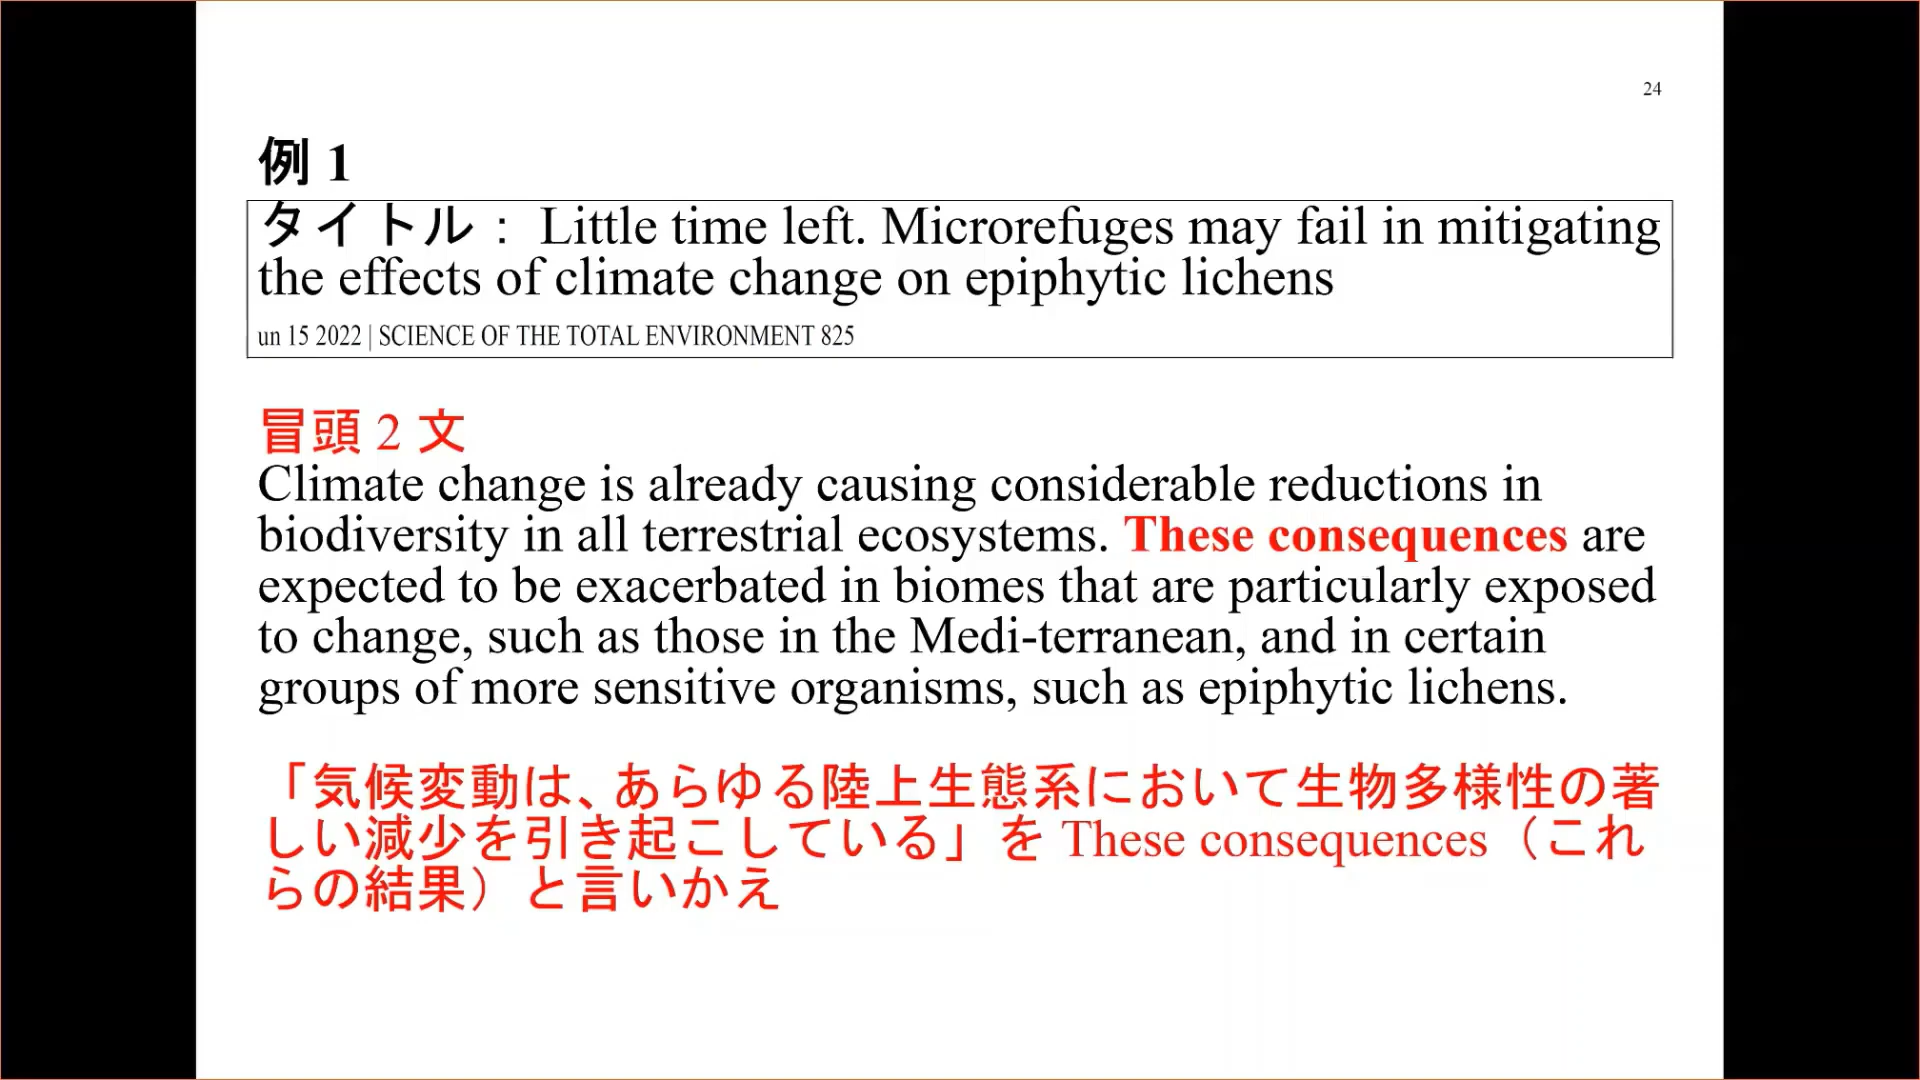 24
例 1
タイトル： Little time left. Microrefuges may fail in mitigating
the effects of climate change on epiphytic lichens
un 15 2022 | SCIENCE OF THE TOTAL ENVIRONMENT 825
冒頭 2 文
Climate change is already causing considerable reductions in
biodiversity in all terrestrial ecosystems. These consequences are
expected to be exacerbated in biomes that are particularly exposed
to change, such as those in the Medi-terranean, and in certain
groups of more sensitive organisms, such as epiphytic lichens.
「気候変動は、あらゆる陸上生態系において生物多様性の著
しい減少を引き起こしている」を These consequences（これ
らの結果）と言いかえ